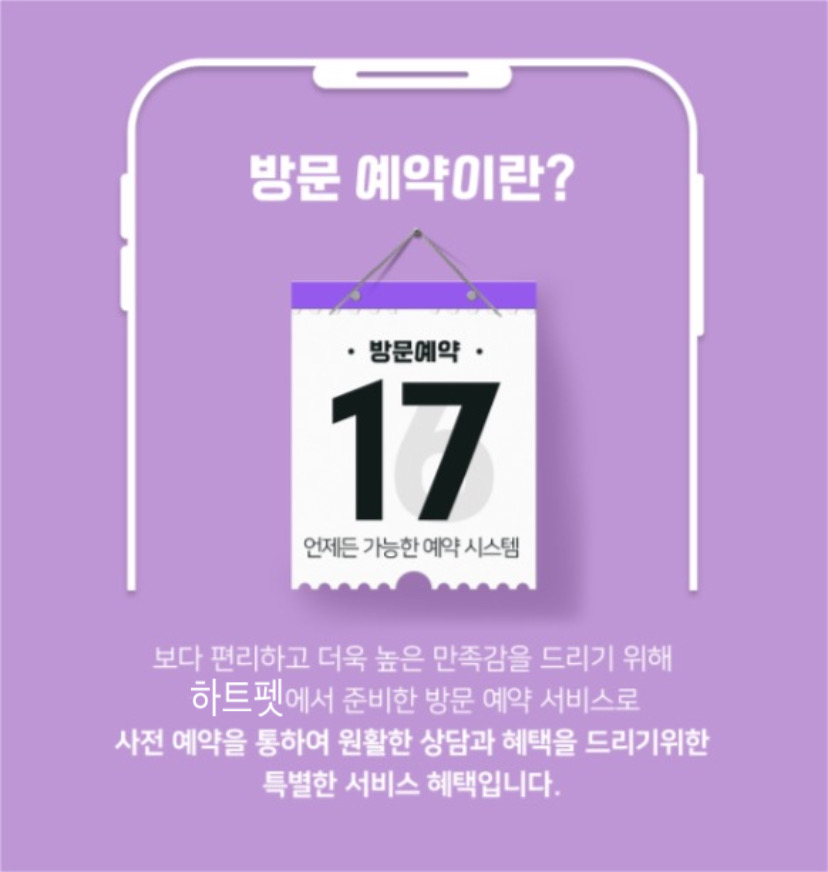 방문 예약이란?
• 방문예약 •
17
6
언제든 가능한 예약 시스템
보다 편리하고 더욱 높은 만족감을 드리기 위해
하트펫에서 준비한 방문 예약 서비스로
사전 예약을 통하여 원활한 상담과 혜택을 드리기위한
특별한 서비스 혜택입니다.